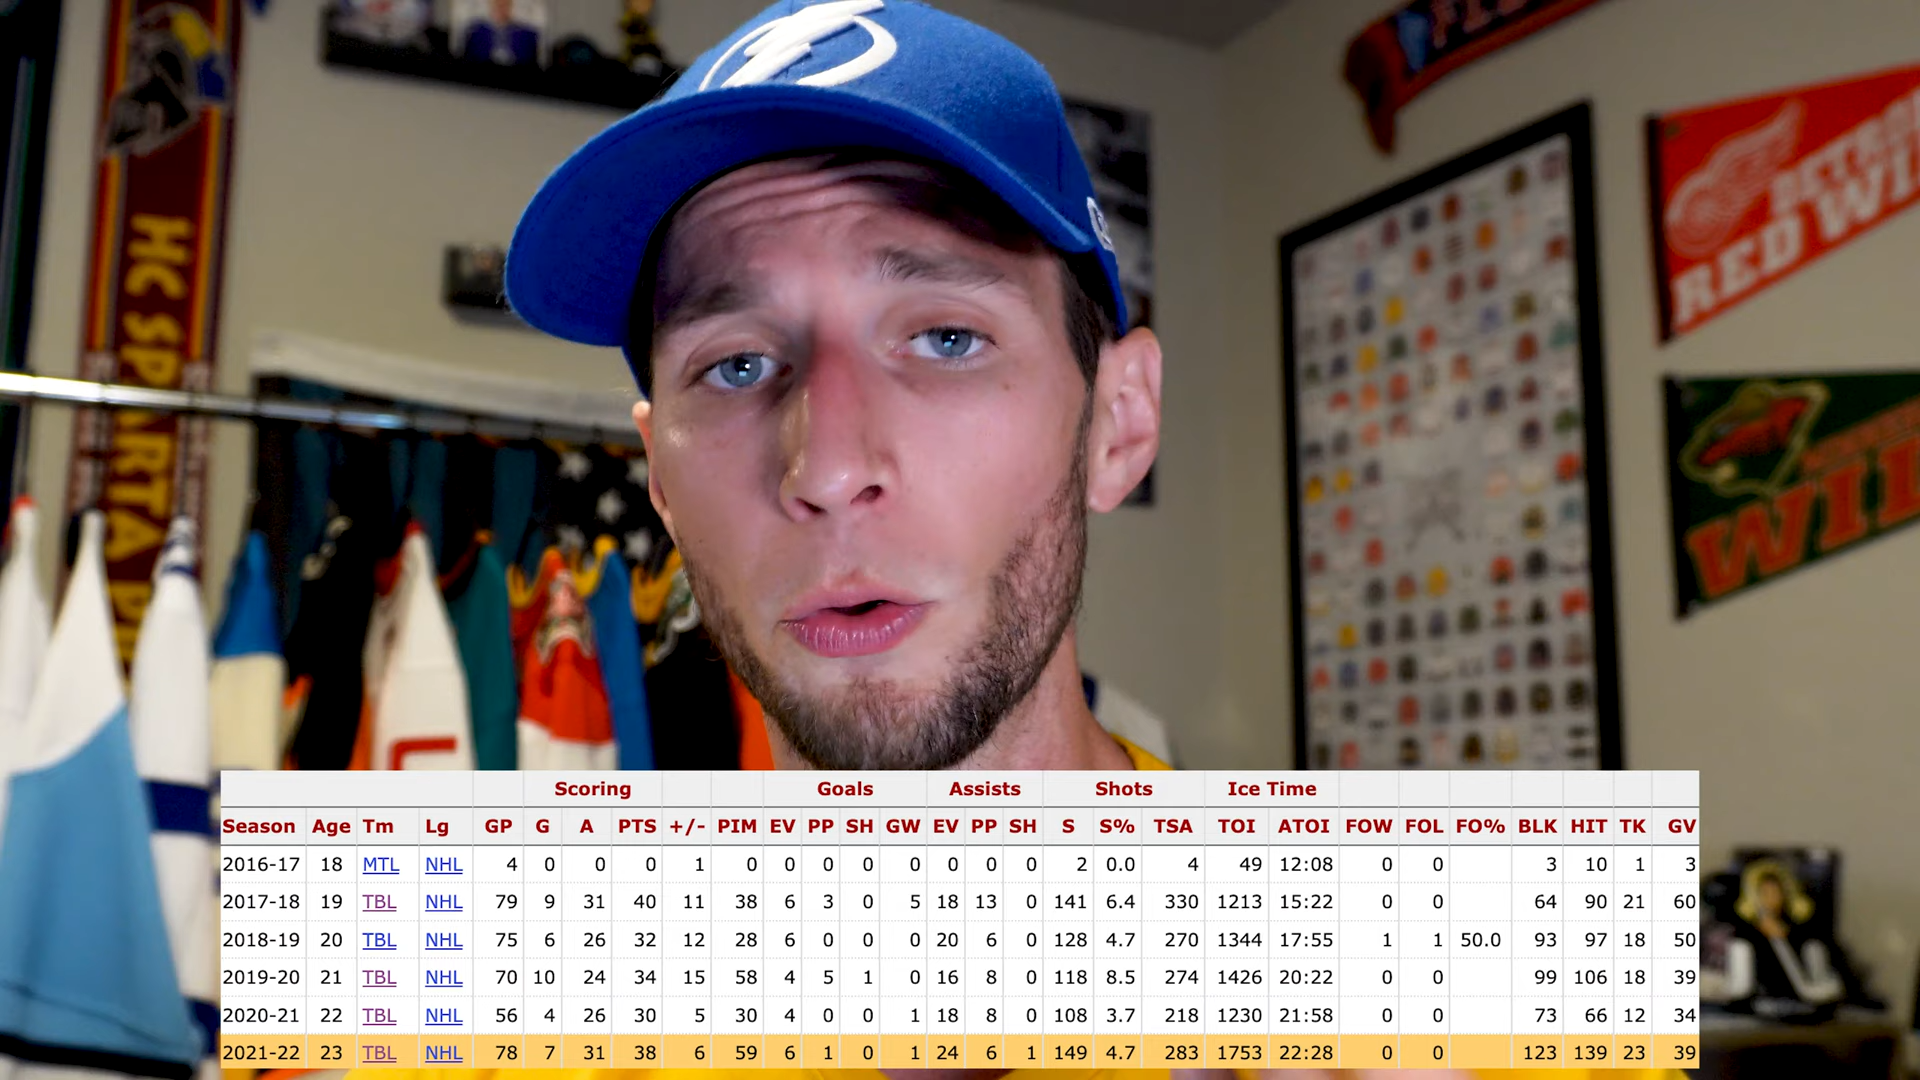 HC SPARTA P
DETROIT
RED WI
WIL
Scoring Goals Assists Shots Ice Time
Season Age Tm Lg GP G A PTS +/- PIM EV PP SH GW EV PP SH S S% TSA TOI ATOI FOW FOL FO% BLK HIT TK GV
2016-17 18 MTL NHL 4 0 0 0 1 0 0 0 0 0 0 0 0 2 0.0 4 49 12:08 0 0 3 10 1 3
2017-18 19 TBL NHL 79 9 31 40 11 38 6 3 0 5 18 13 0 141 6.4 330 1213 15:22 0 0 64 90 21 60
2018-19 20 TBL NHL 75 6 26 32 12 28 6 0 0 0 20 6 0 128 4.7 270 1344 17:55 1 1 50.0 93 97 18 50
2019-20 21 TBL NHL 70 10 24 34 15 58 4 5 1 0 16 8 0 118 8.5 274 1426 20:22 0 0 99 106 18 39
2020-21 22 TBL NHL 56 4 26 30 5 30 4 0 0 1 18 8 0 108 3.7 218 1230 21:58 0 0 73 66 12 34
2021-22 23 TBL NHL 78 7 31 38 6 59 6 1 0 1 24 6 1 149 4.7 283 1753 22:28 0 0 123 139 23 39